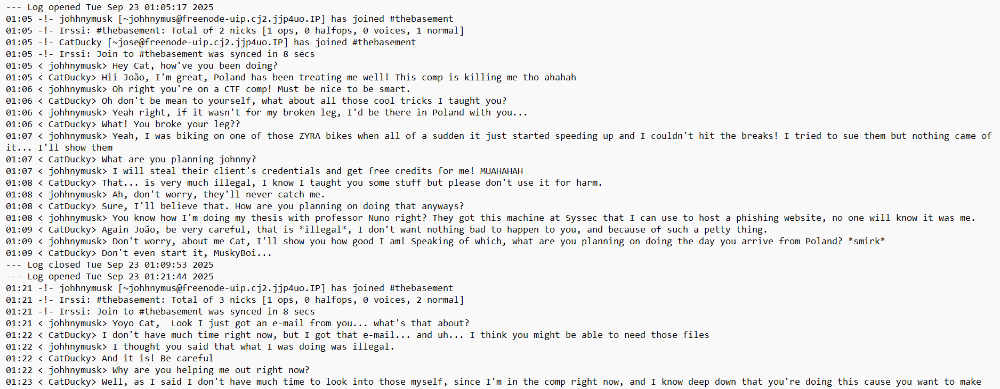 --- Log opened Tue Sep 23 01:05:17 2025
01:05 -!- johhnymusk [~johhnymus@freenode-uip.cj2.jjp4uo.IP] has joined #thebasement
01:05 -!- Irssi: #thebasement: Total of 2 nicks [1 ops, 0 halfops, 0 voices, 1 normal]
01:05 -!- CatDucky [~jose@freenode-uip.cj2.jjp4uo.IP] has joined #thebasement
01:05 -!- Irssi: Join to #thebasement was synced in 8 secs
01:05 < johhnymusk> Hey Cat, how've you been doing?
01:05 < CatDucky> Hii João, I'm great, Poland has been treating me well! This comp is killing me tho ahahah
01:06 < johhnymusk> Oh right you're on a CTF comp! Must be nice to be smart.
01:06 < CatDucky> Oh don't be mean to yourself, what about all those cool tricks I taught you?
01:06 < johhnymusk> Yeah right, if it wasn't for my broken leg, I'd be there in Poland with you...
01:06 < CatDucky> What! You broke your leg??
01:07 < johhnymusk> Yeah, I was biking on one of those ZYRA bikes when all of a sudden it just started speeding up and I couldn't hit the breaks! I tried to sue them but nothing came of
it... I'll show them
01:07 < CatDucky> What are you planning johnny?
01:07 < johhnymusk> I will steal their client's credentials and get free credits for me! MUAHAHAH
01:08 < CatDucky> That... is very much illegal, I know I taught you some stuff but please don't use it for harm.
01:08 < johhnymusk> Ah, don't worry, they'll never catch me.
01:08 < CatDucky> Sure, I'll believe that. How are you planning on doing that anyways?
01:08 < johhnymusk> You know how I'm doing my thesis with professor Nuno right? They got this machine at Syssec that I can use to host a phishing website, no one will know it was me.
01:09 < CatDucky> Again João, be very careful, that is *illegal*, I don't want nothing bad to happen to you, and because of such a petty thing.
01:09 < johhnymusk> Don't worry, about me Cat, I'll show you how good I am! Speaking of which, what are you planning on doing the day you arrive from Poland? *smirk*
01:09 < CatDucky> Don't even start it, MuskyBoi...
--- Log closed Tue Sep 23 01:09:53 2025
--- Log opened Tue Sep 23 01:21:44 2025
01:21 -!- johhnymusk [~johhnymus@freenode-uip.cj2.jjp4uo.IP] has joined #thebasement
01:21 -!- Irssi: #thebasement: Total of 3 nicks [1 ops, 0 halfops, 0 voices, 2 normal]
01:21 -!- Irssi: Join to #thebasement was synced in 8 secs
01:21 < johhnymusk> Yoyo Cat,  Look I just got an e-mail from you... what's that about?
01:22 < CatDucky> I don't have much time right now, but I got that e-mail... and uh... I think you might be able to need those files
01:22 < johhnymusk> I thought you said that what I was doing was illegal.
01:22 < CatDucky> And it is! Be careful
01:22 < johhnymusk> Why are you helping me out right now?
01:23 < CatDucky> Well, as I said I don't have much time to look into those myself, since I'm in the comp right now, and I know deep down that you're doing this cause you want to make